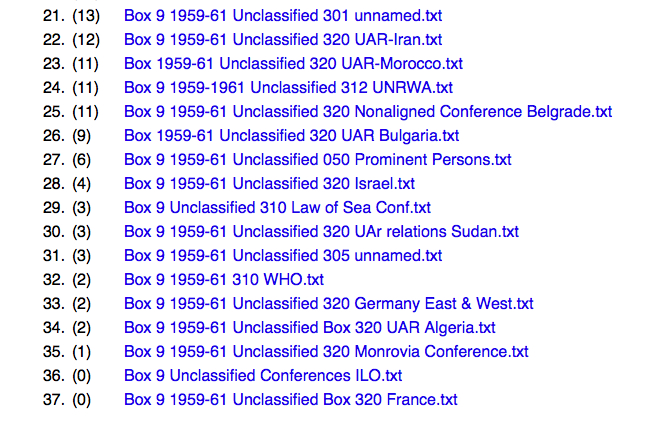 21. (13) Box 9 1959-61 Unclassified 301 unnamed.txt
22. (12) Box 9 1959-61 Unclassified 320 UAR-Iran.txt
23. (11) Box 1959-61 Unclassified 320 UAR-Morocco.txt
24. (11) Box 9 1959-1961 Unclassified 312 UNRWA.txt
25. (11) Box 9 1959-61 Unclassified 320 Nonaligned Conference Belgrade.txt
26. (9) Box 1959-61 Unclassified 320 UAR Bulgaria.txt
27. (6) Box 9 1959-61 Unclassified 050 Prominent Persons.txt
28. (4) Box 9 1959-61 Unclassified 320 Israel.txt
29. (3) Box 9 Unclassified 310 Law of Sea Conf.txt
30. (3) Box 9 1959-61 Unclassified 320 UAr relations Sudan.txt
31. (3) Box 9 1959-61 Unclassified 305 unnamed.txt
32. (2) Box 9 1959-61 310 WHO.txt
33. (2) Box 9 1959-61 Unclassified 320 Germany East & West.txt
34. (2) Box 9 1959-61 Unclassified Box 320 UAR Algeria.txt
35. (1) Box 9 1959-61 Unclassified 320 Monrovia Conference.txt
36. (0) Box 9 Unclassified Conferences ILO.txt
37. (0) Box 9 1959-61 Unclassified Box 320 France.txt